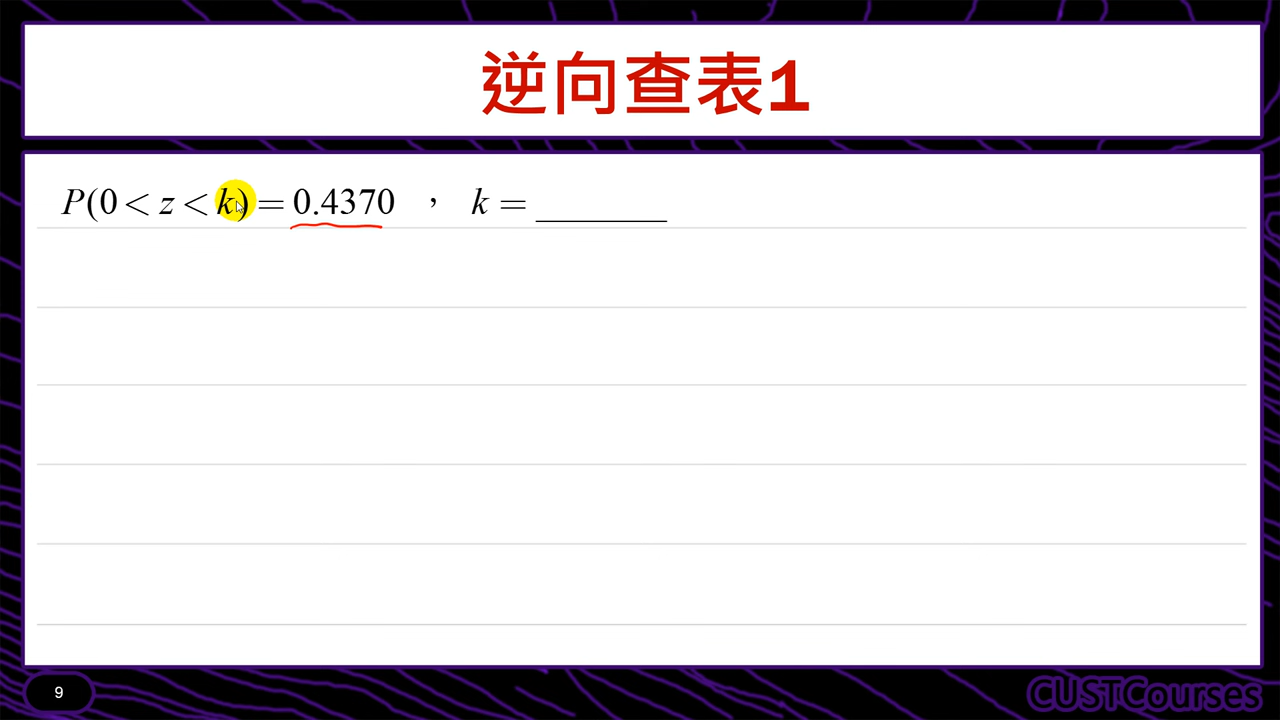 逆向查表1
P(0 < z < k) = 0.4370 , k = ________
9
CUSTCourses